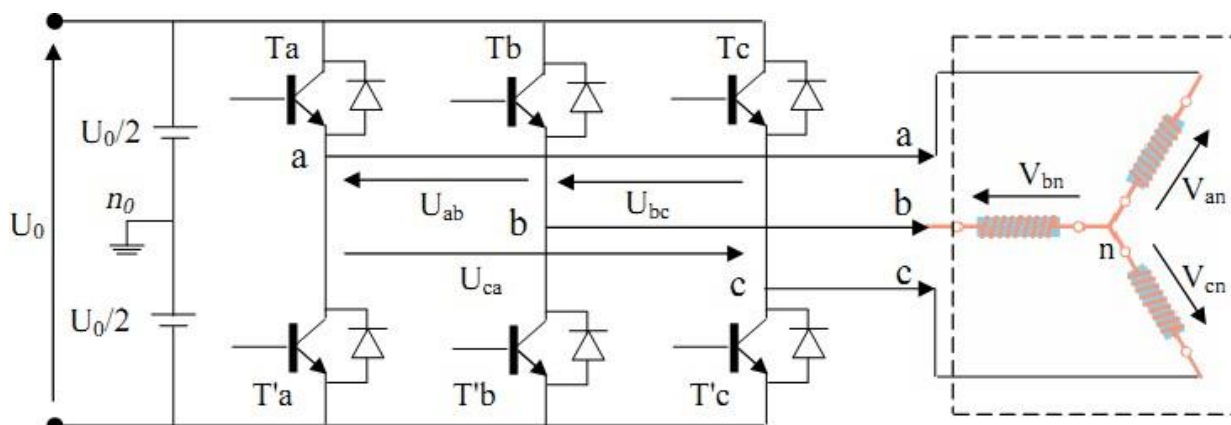 Ta
Tb
Tc
U₀/2
a
a
Vbn
Van
n₀
Uab
Ubc
U₀
b
b
n
Uca
c
c
Vcn
U₀/2
T'a
T'b
T'c